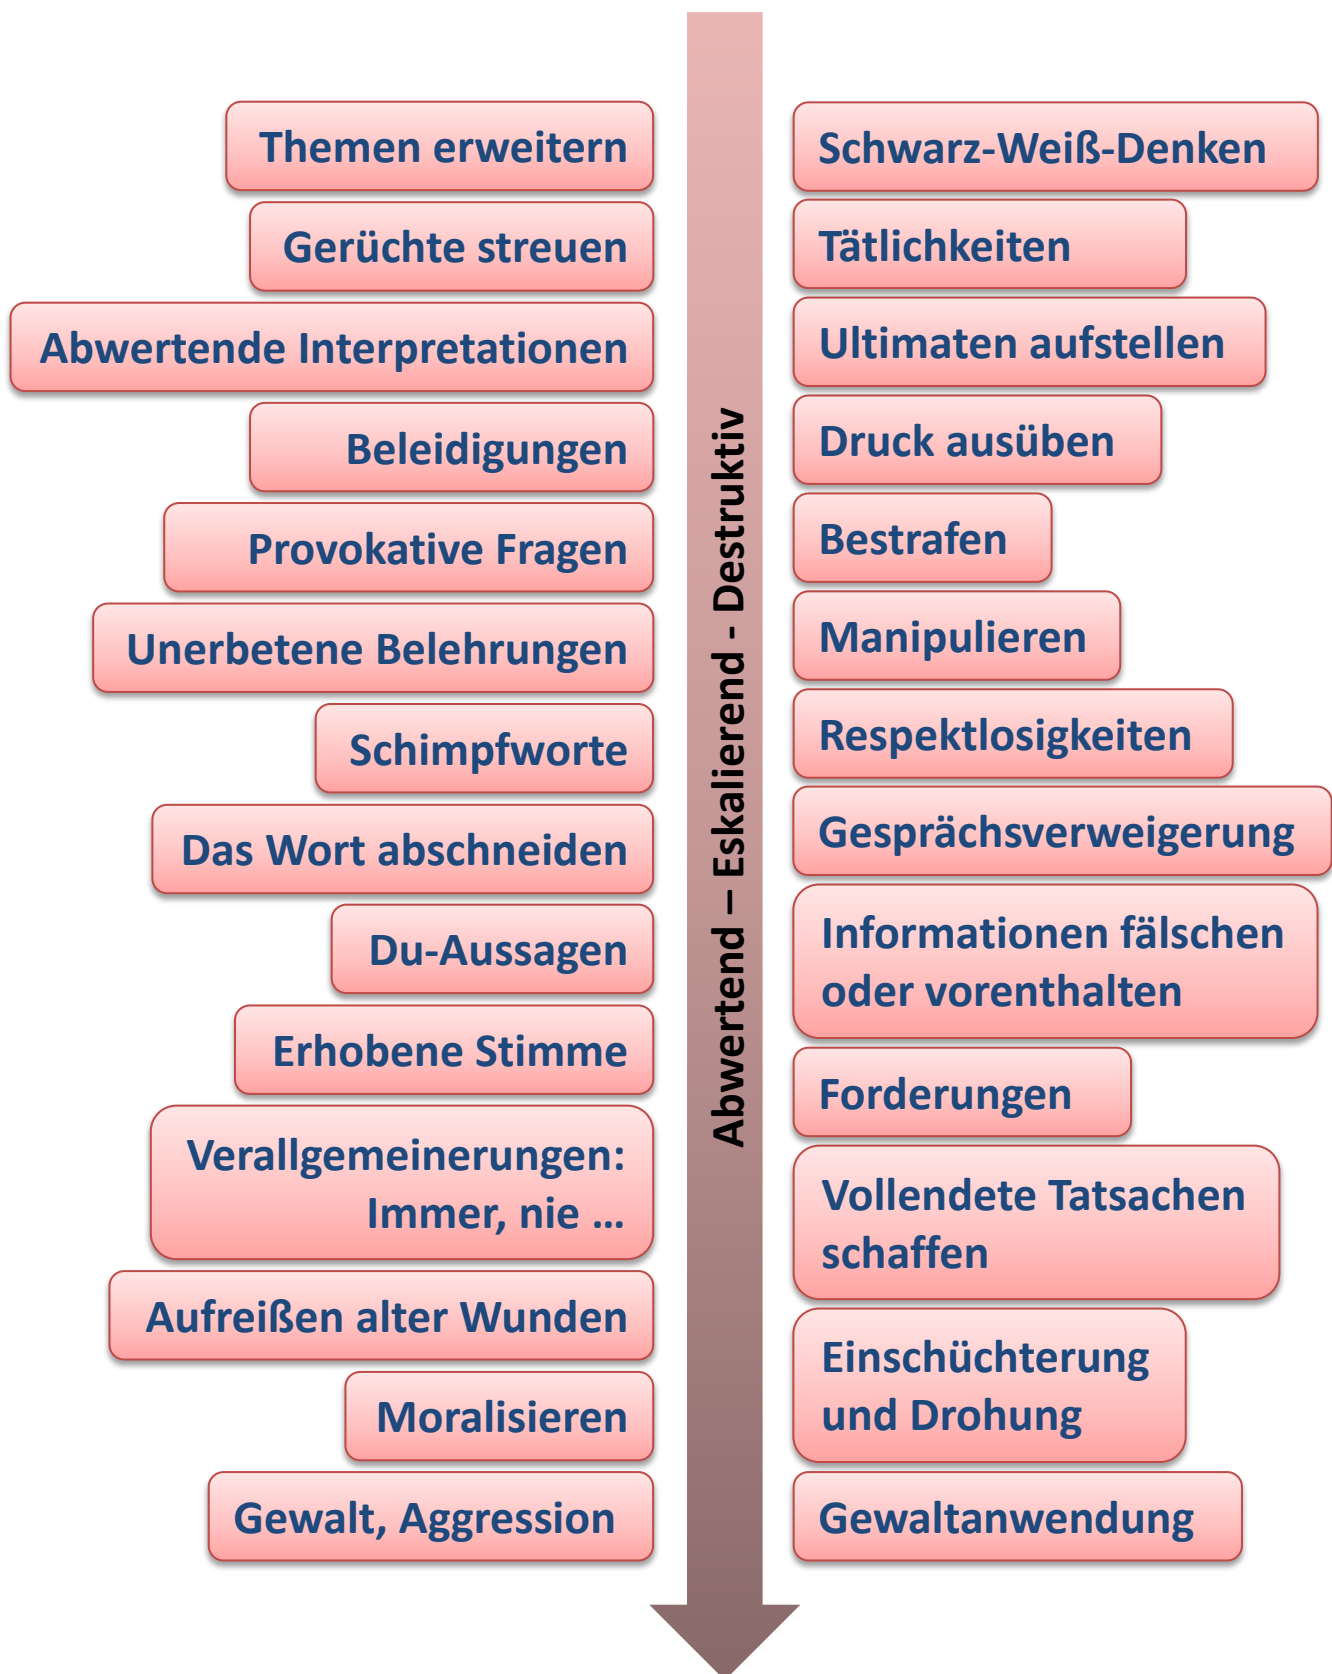 Themen erweitern
Gerüchte streuen
Abwertende Interpretationen
Beleidigungen
Provokative Fragen
Unerbetene Belehrungen
Schimpfworte
Das Wort abschneiden
Du-Aussagen
Erhobene Stimme
Verallgemeinerungen:
Immer, nie ...
Aufreißen alter Wunden
Moralisieren
Gewalt, Aggression
Abwertend – Eskalierend - Destruktiv
Schwarz-Weiß-Denken
Tätlichkeiten
Ultimaten aufstellen
Druck ausüben
Bestrafen
Manipulieren
Respektlosigkeiten
Gesprächsverweigerung
Informationen fälschen
oder vorenthalten
Forderungen
Vollendete Tatsachen
schaffen
Einschüchterung
und Drohung
Gewaltanwendung